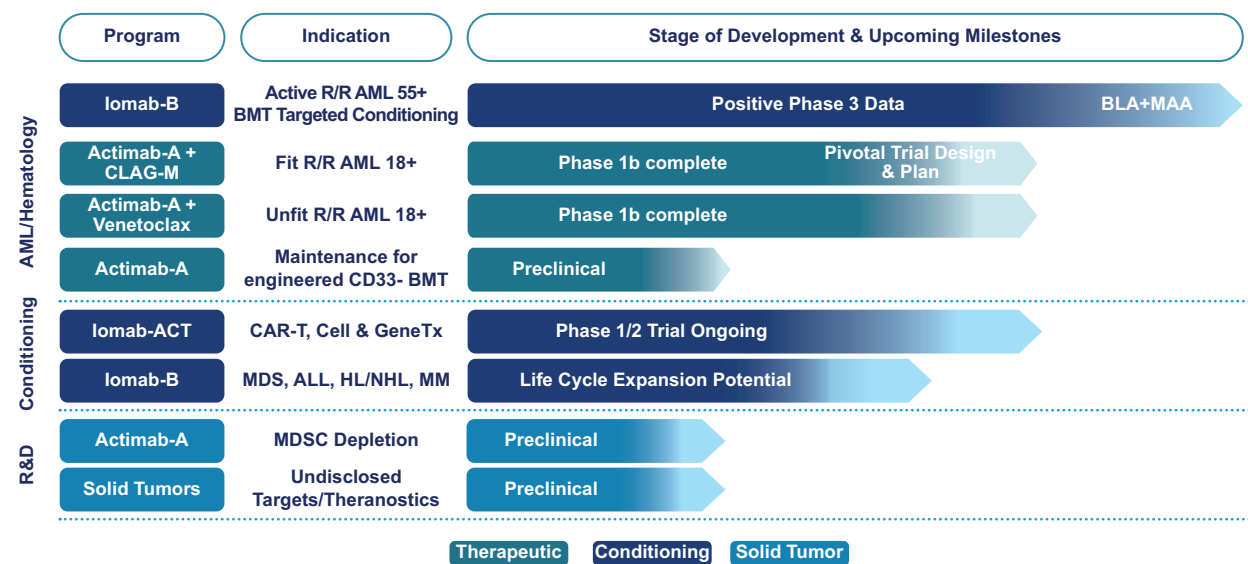 Program
Indication
Stage of Development & Upcoming Milestones
AML/Hematology
Iomab-B
Active R/R AML 55+
BMT Targeted Conditioning
Positive Phase 3 Data
BLA+MAA
Actimab-A +
CLAG-M
Fit R/R AML 18+
Phase 1b complete
Pivotal Trial Design
& Plan
Actimab-A +
Venetoclax
Unfit R/R AML 18+
Phase 1b complete
Actimab-A
Maintenance for
engineered CD33- BMT
Preclinical
Conditioning
Iomab-ACT
CAR-T, Cell & GeneTx
Phase 1/2 Trial Ongoing
Iomab-B
MDS, ALL, HL/NHL, MM
Life Cycle Expansion Potential
R&D
Actimab-A
MDSC Depletion
Preclinical
Solid Tumors
Undisclosed
Targets/Theranostics
Preclinical
Therapeutic
Conditioning
Solid Tumor